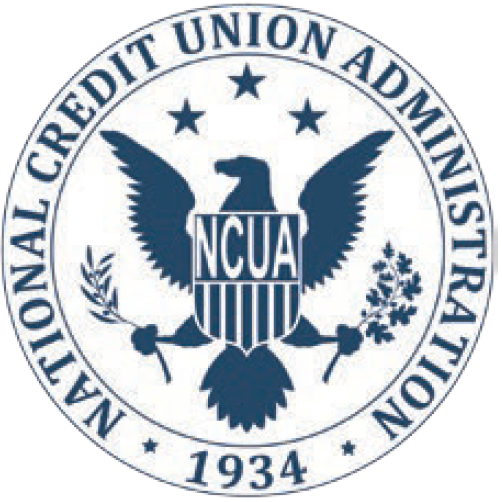 NATIONAL CREDIT UNION ADMINISTRATION
NCUA
1934